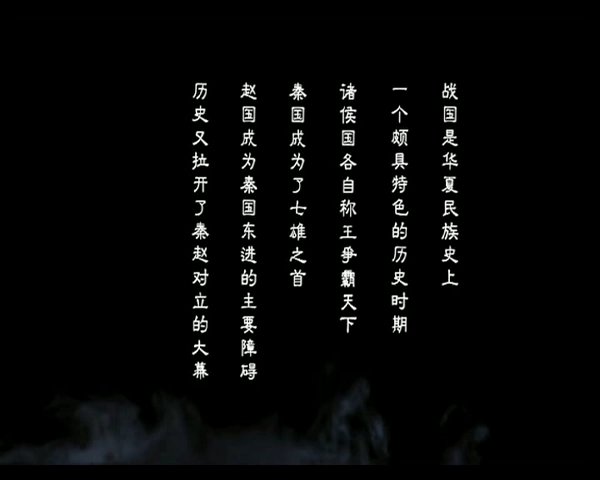 战国是华夏民族史上
一个颇具特色的历史时期
诸侯国各自称王争霸天下
秦国成为了七雄之首
赵国成为秦国东进的主要障碍
历史又拉开了秦赵对立的大幕